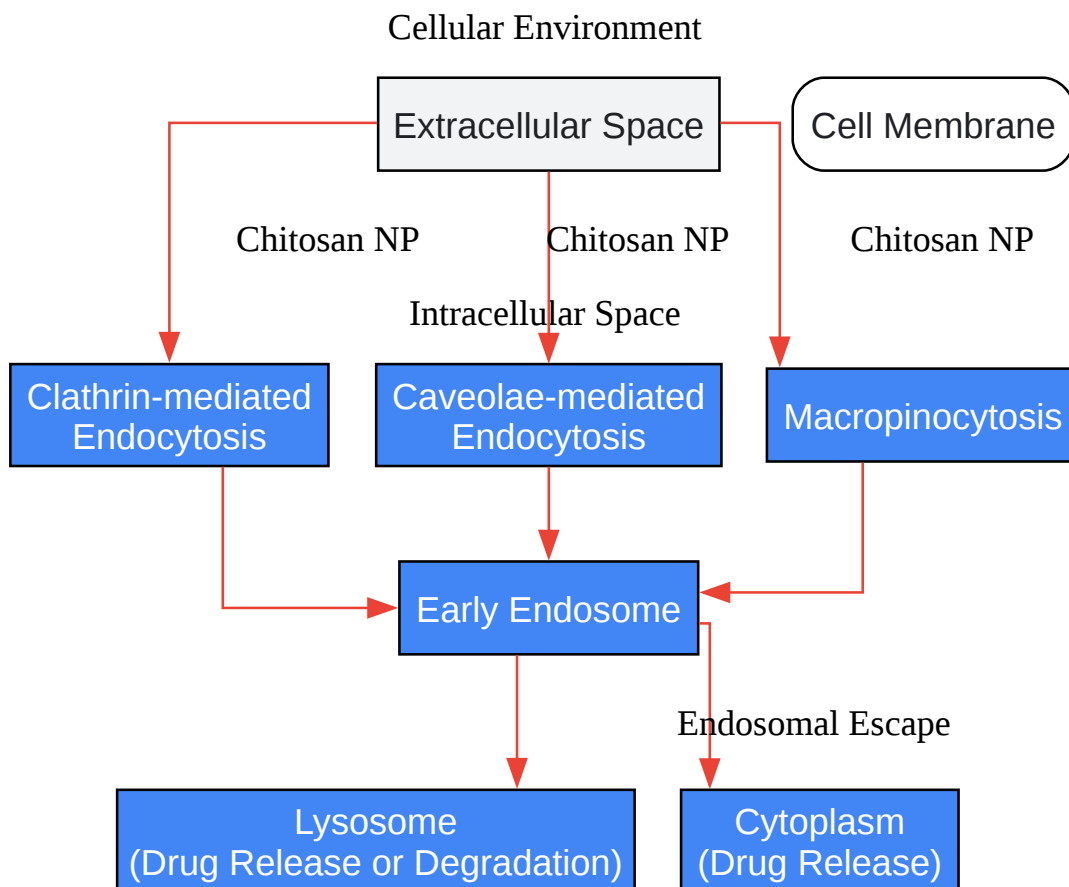 Cellular Environment
Extracellular Space
Cell Membrane
Chitosan NP
Chitosan NP
Chitosan NP
Intracellular Space
Clathrin-mediated
Endocytosis
Caveolae-mediated
Endocytosis
Macropinocytosis
Early Endosome
Endosomal Escape
Lysosome
(Drug Release or Degradation)
Cytoplasm
(Drug Release)